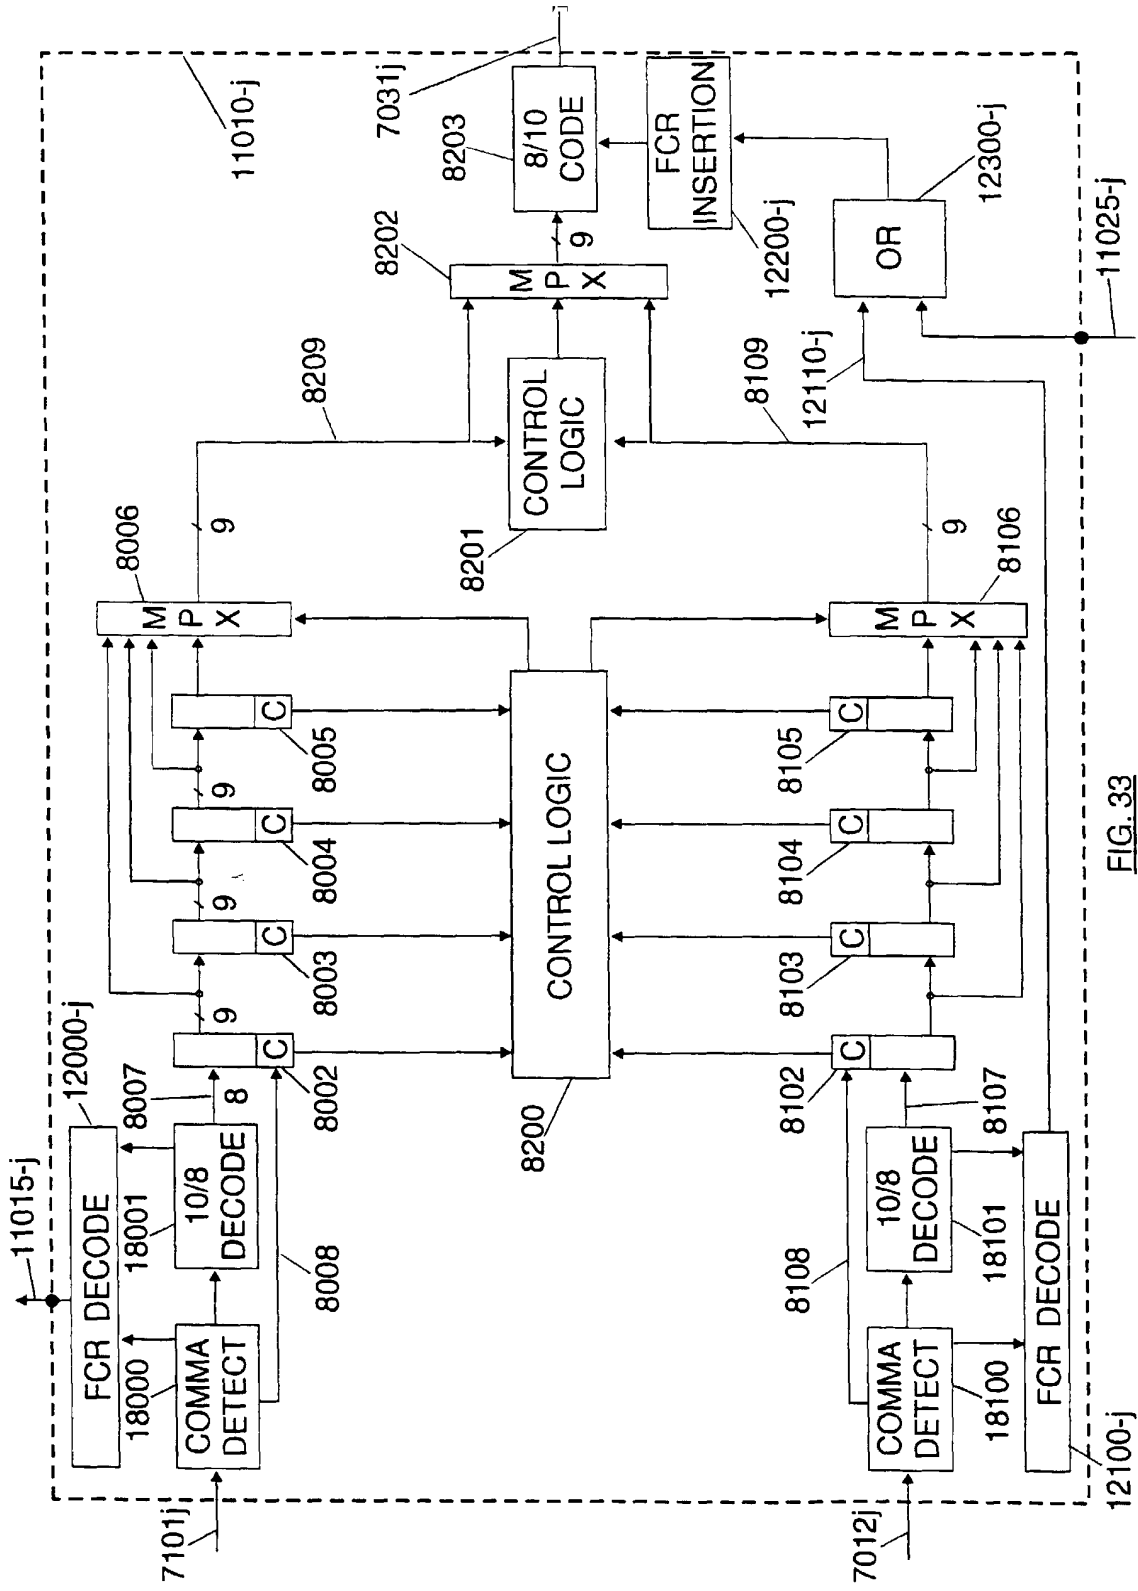 11015-j
12000-j
FCR DECODE
8007
18000
18001
7101j
COMMA
DETECT
10/8
DECODE
8
8008
C
8002
9
C
8003
9
C
8004
9
C
8005
8006
M
P
X
9
8209
11010-j
8200
CONTROL LOGIC
8201
CONTROL
LOGIC
8202
M
P
X
9
8203
8/10
CODE
7031j
FCR
INSERTION
12200-j
OR
12300-j
12110-j
11025-j
8109
9
M
P
X
8106
8102
C
8103
C
8104
C
8105
C
8108
8107
7012j
COMMA
DETECT
18100
10/8
DECODE
18101
FCR DECODE
12100-j
FIG. 33